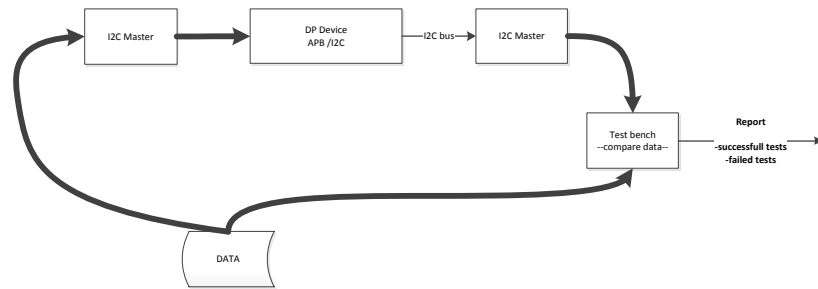 I2C Master
DP Device
APB /I2C
I2C bus
I2C Master
Test bench
--compare data--
Report
-successfull tests
-failed tests
DATA